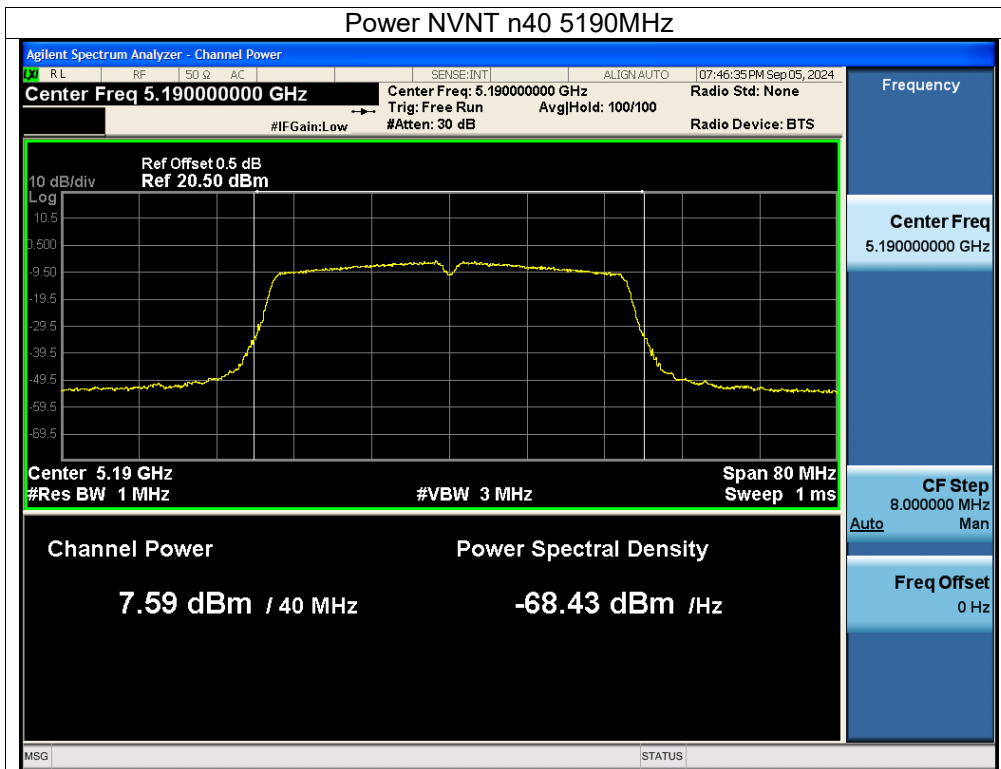 Power NVNT n40 5190MHz
Agilent Spectrum Analyzer - Channel Power
LXI RL RF 50 Ω AC SENSE:INT ALIGN AUTO 07:46:35 PM Sep 05, 2024
Center Freq 5.190000000 GHz
Center Freq: 5.190000000 GHz Radio Std: None
Trig: Free Run Avg|Hold: 100/100
#IFGain:Low #Atten: 30 dB Radio Device: BTS
Ref Offset 0.5 dB
10 dB/div Ref 20.50 dBm
Log
10.5
0.500
-9.50
-19.5
-29.5
-39.5
-49.5
-59.5
-69.5
Center 5.19 GHz Span 80 MHz
#Res BW 1 MHz #VBW 3 MHz Sweep 1 ms
Channel Power Power Spectral Density
7.59 dBm / 40 MHz -68.43 dBm /Hz
Frequency
Center Freq
5.190000000 GHz
CF Step
8.000000 MHz
Auto Man
Freq Offset
0 Hz
MSG STATUS